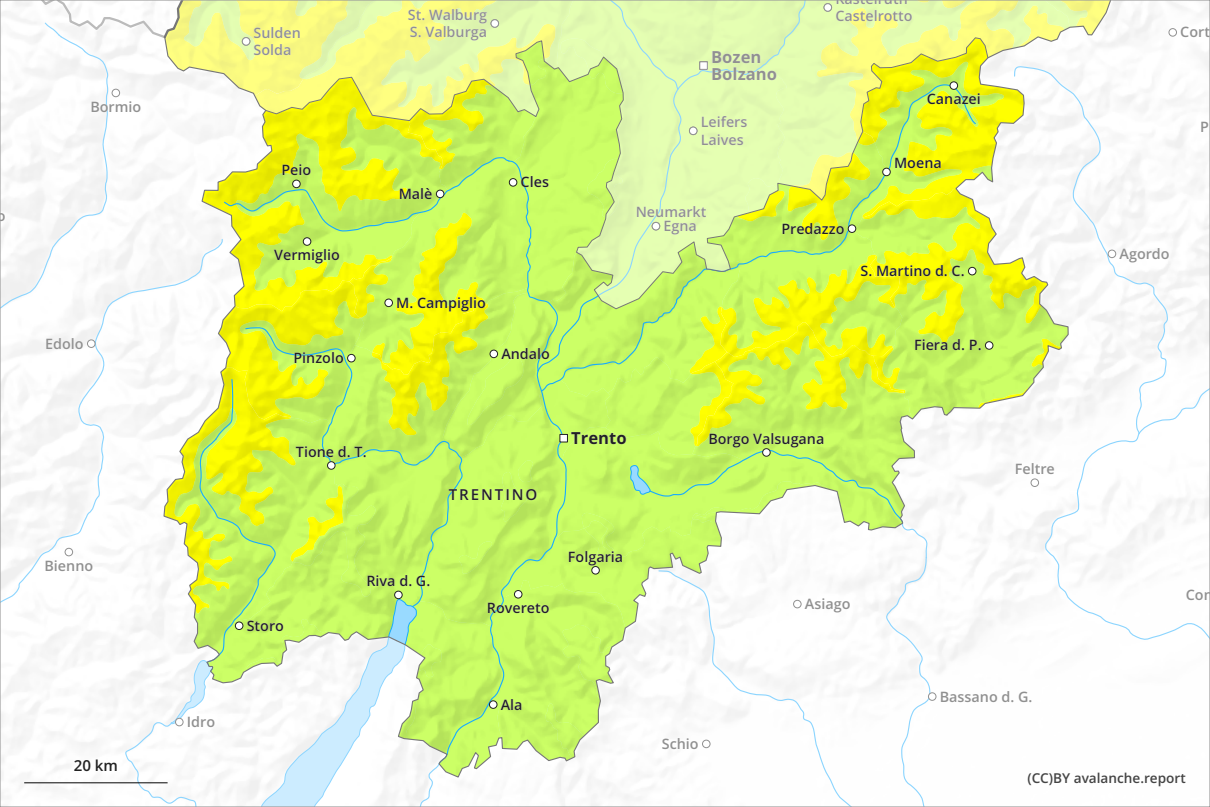 Kastelruth
Castelrotto
St. Walburg
S. Valburga
Sulden
Solda
Cort
Bozen
Bolzano
Bormio
Canazei
Leifers
Laives
P
Moena
Peio
Cles
Malè
Neumarkt
Egna
Predazzo
Vermiglio
Agordo
S. Martino d. C.
M. Campiglio
Edolo
Fiera d. P.
Andalo
Pinzolo
Trento
Borgo Valsugana
Tione d. T.
Feltre
TRENTINO
Folgaria
Bienno
Riva d. G.
Cor
Asiago
Rovereto
Storo
Bassano d. G.
Ala
Idro
Schio
20 km
(CC)BY avalanche.report